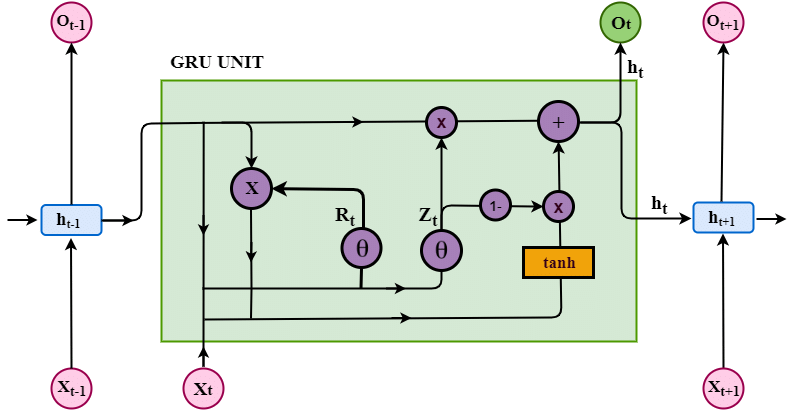 Ot-1
Ot
Ot+1
GRU UNIT
ht
X
+
X
Rt
Zt
1-
X
ht
ht-1
ht+1
θ
θ
tanh
Xt-1
Xt
Xt+1